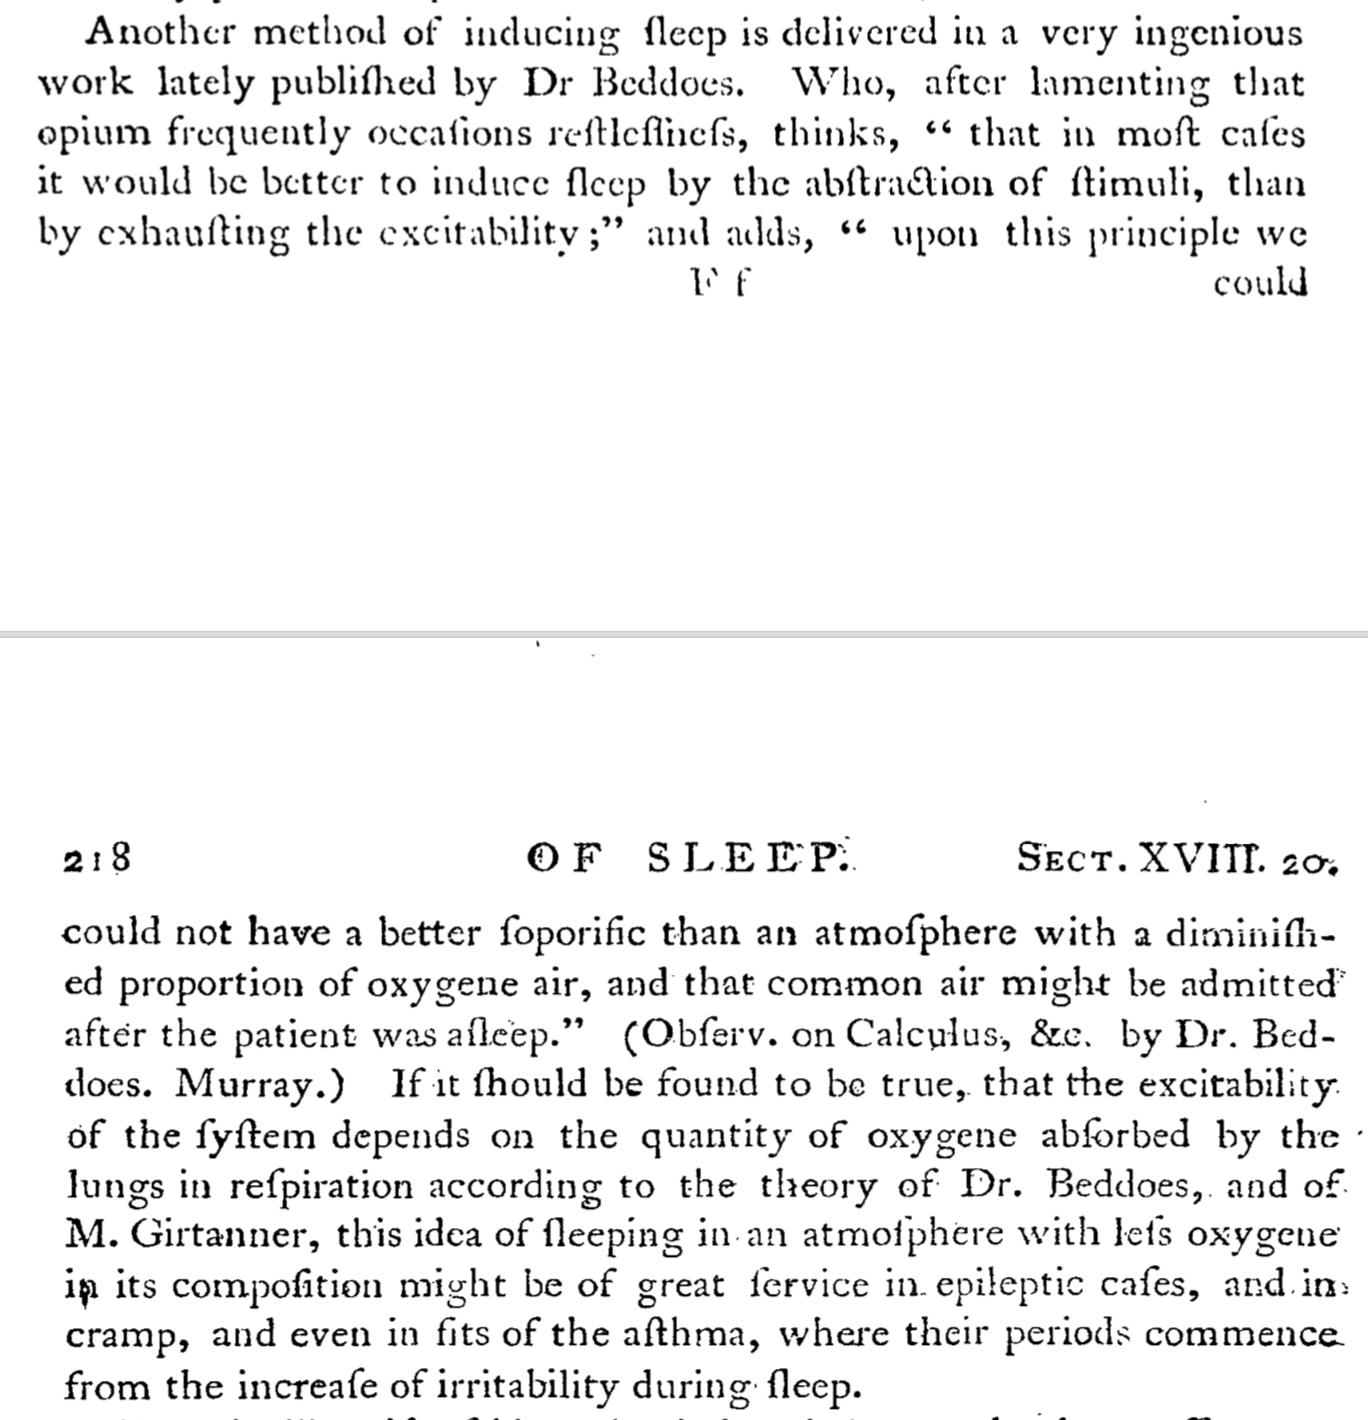 Another method of inducing ſleep is delivered in a very ingenious
work lately publiſhed by Dr Beddoes. Who, after lamenting that
opium frequently occaſions reſtleſſneſs, thinks, “ that in moſt caſes
it would be better to induce ſleep by the abſtraction of ſtimuli, than
by exhauſting the excitability ;” and adds, “ upon this principle we
F f could
218 OF SLEEP. SECT. XVIII. 20.
could not have a better ſoporific than an atmoſphere with a diminiſh-
ed proportion of oxygene air, and that common air might be admitted
after the patient was aſleep.” (Obſerv. on Calculus, &c. by Dr. Bed-
does. Murray.) If it ſhould be found to be true, that the excitability
of the ſyſtem depends on the quantity of oxygene abſorbed by the
lungs in reſpiration according to the theory of Dr. Beddoes, and of
M. Girtanner, this idea of ſleeping in an atmoſphere with leſs oxygene
in its compoſition might be of great ſervice in epileptic caſes, and in
cramp, and even in fits of the aſthma, where their periods commence
from the increaſe of irritability during ſleep.